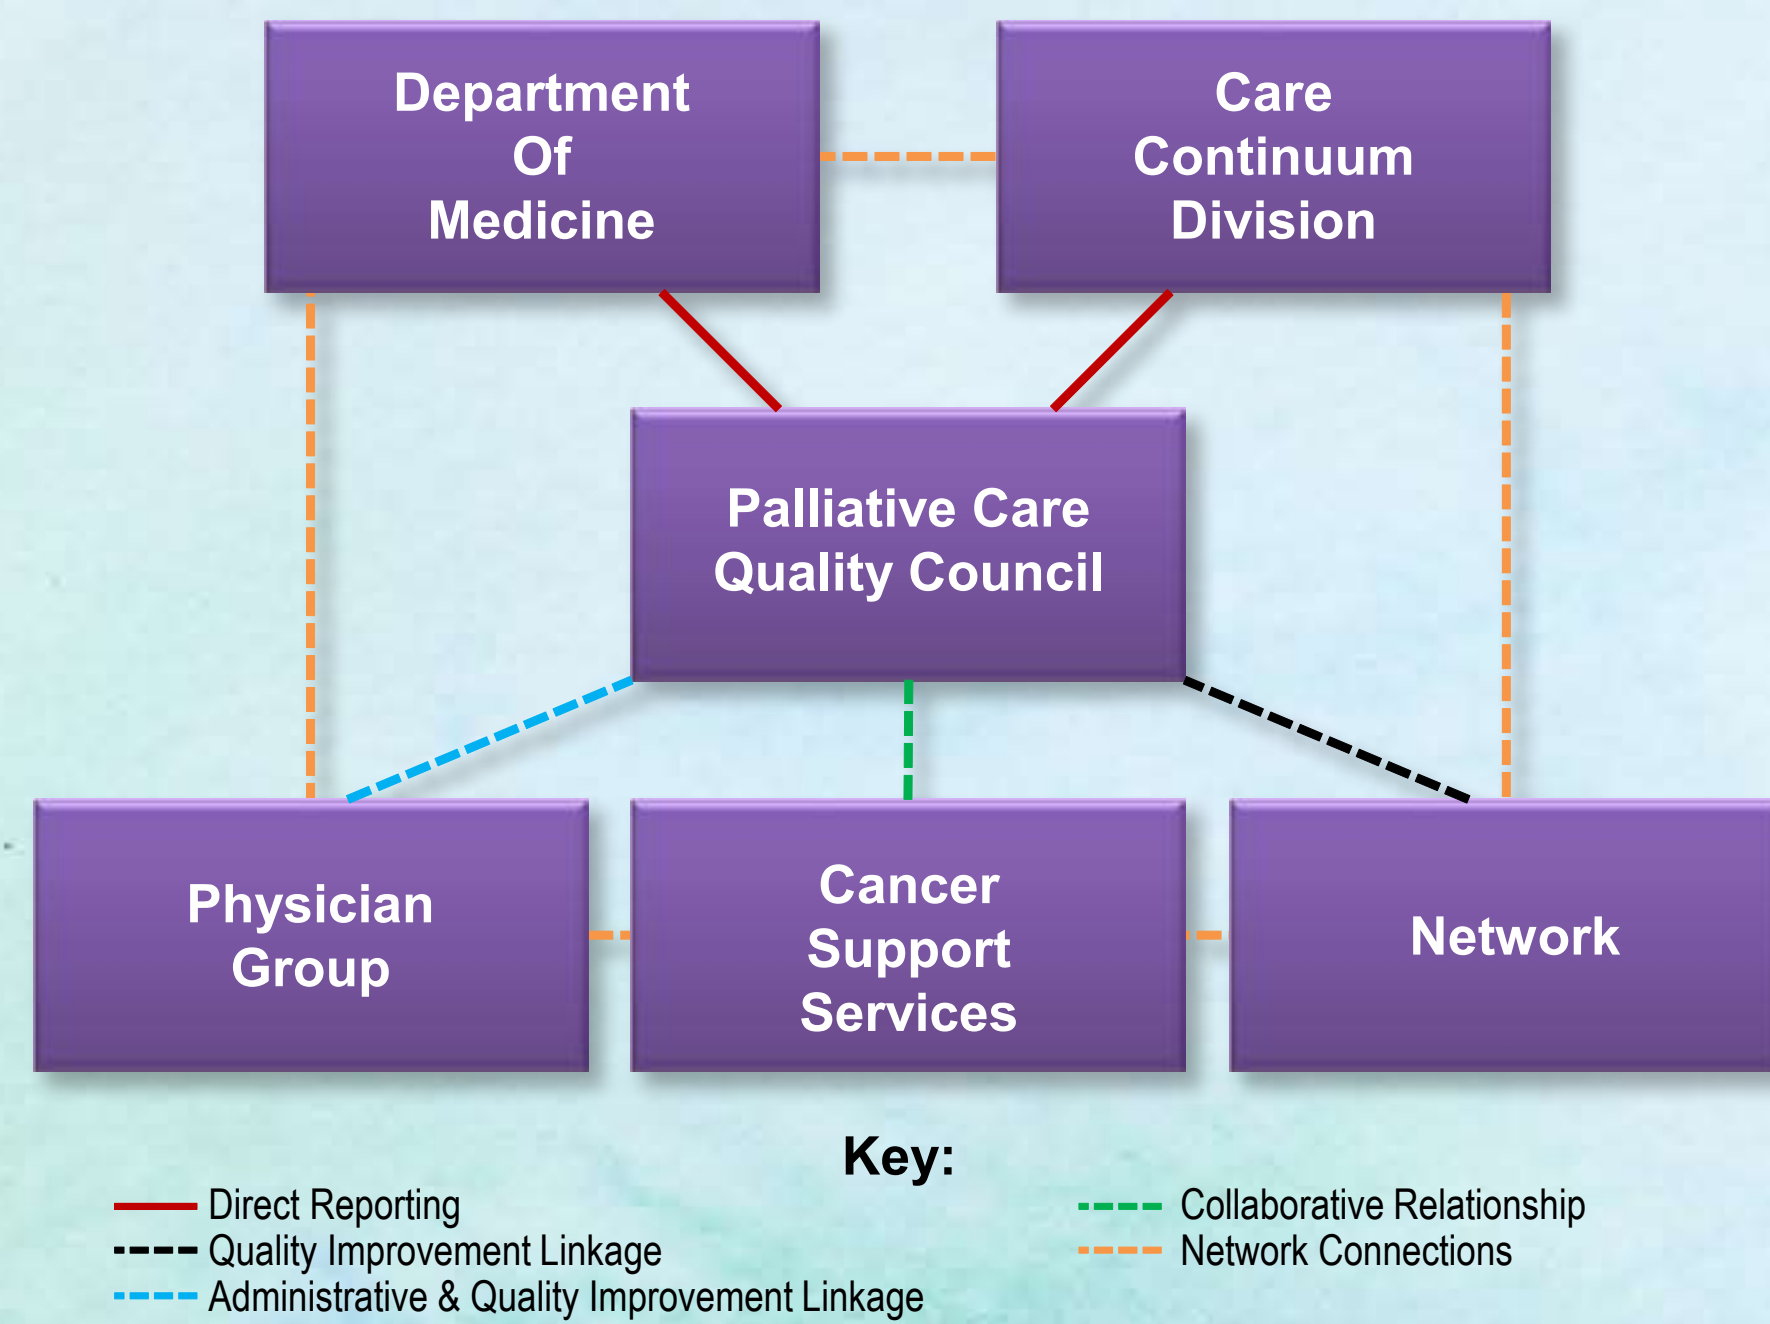 Department
Of
Medicine
Care
Continuum
Division
Palliative Care
Quality Council
Physician
Group
Cancer
Support
Services
Network
Key:
Direct Reporting
Quality Improvement Linkage
Administrative & Quality Improvement Linkage
Collaborative Relationship
Network Connections